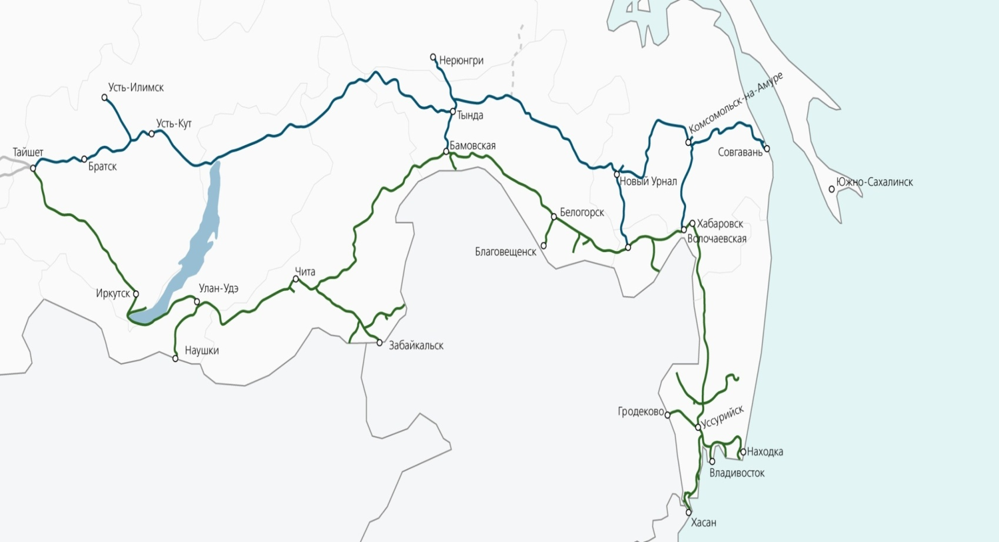 Нерюнгри
Усть-Илимск
Комсомольск-на-Амуре
Тында
Усть-Кут
Бамовская
Тайшет
Совгавань
Братск
Новый Урнал
Южно-Сахалинск
Белогорск
Хабаровск
Волочаевская
Благовещенск
Чита
Улан-Удэ
Иркутск
Забайкальск
Наушки
Гродеково
Уссурийск
Находка
Владивосток
Хасан